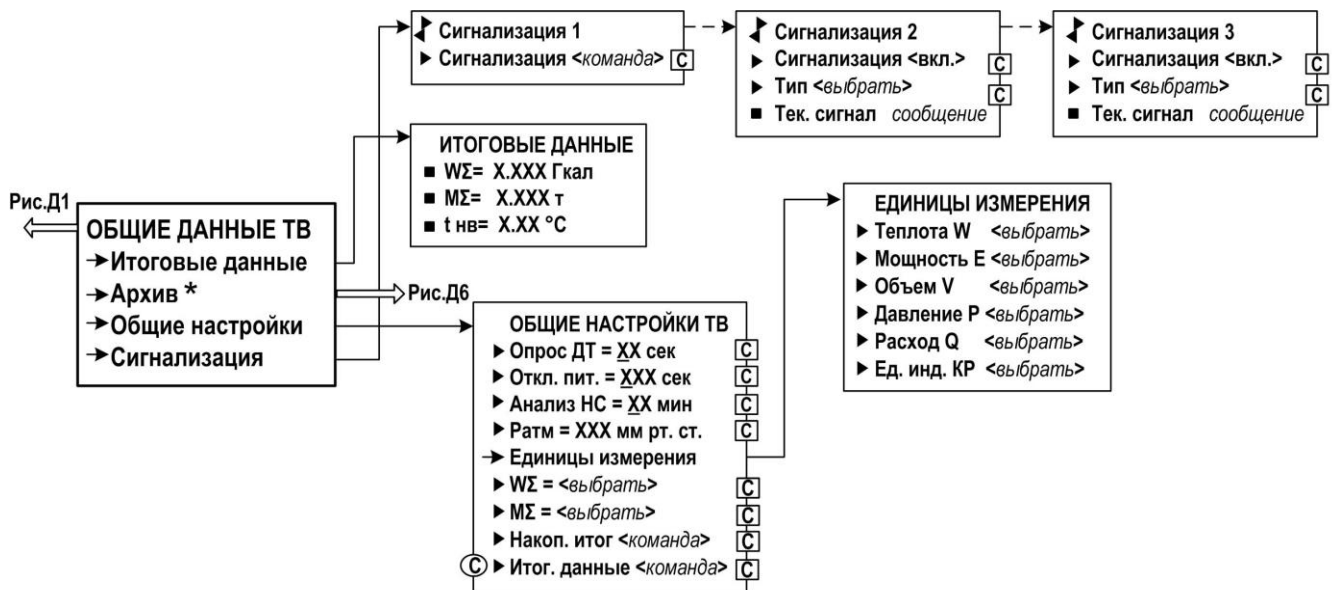 Сигнализация 1
Сигнализация <команда> С
Сигнализация 2
Сигнализация <вкл.> С
Тип <выбрать> С
Тек. сигнал сообщение
Сигнализация 3
Сигнализация <вкл.> С
Тип <выбрать> С
Тек. сигнал сообщение
ИТОГОВЫЕ ДАННЫЕ
WΣ= X.XXX Гкал
MΣ= X.XXX т
t нв= X.XX °C
Рис.Д1
ОБЩИЕ ДАННЫЕ ТВ
Итоговые данные
Архив *
Общие настройки
Сигнализация
Рис.Д6
ОБЩИЕ НАСТРОЙКИ ТВ
Опрос ДТ = XX сек С
Откл. пит. = XXX сек С
Анализ НС = XX мин С
Ратм = XXX мм рт. ст. С
Единицы измерения
WΣ = <выбрать> С
MΣ = <выбрать> С
Накоп. итог <команда> С
С Итог. данные <команда> С
ЕДИНИЦЫ ИЗМЕРЕНИЯ
Теплота W <выбрать>
Мощность E <выбрать>
Объем V <выбрать>
Давление P <выбрать>
Расход Q <выбрать>
Ед. инд. КР <выбрать>